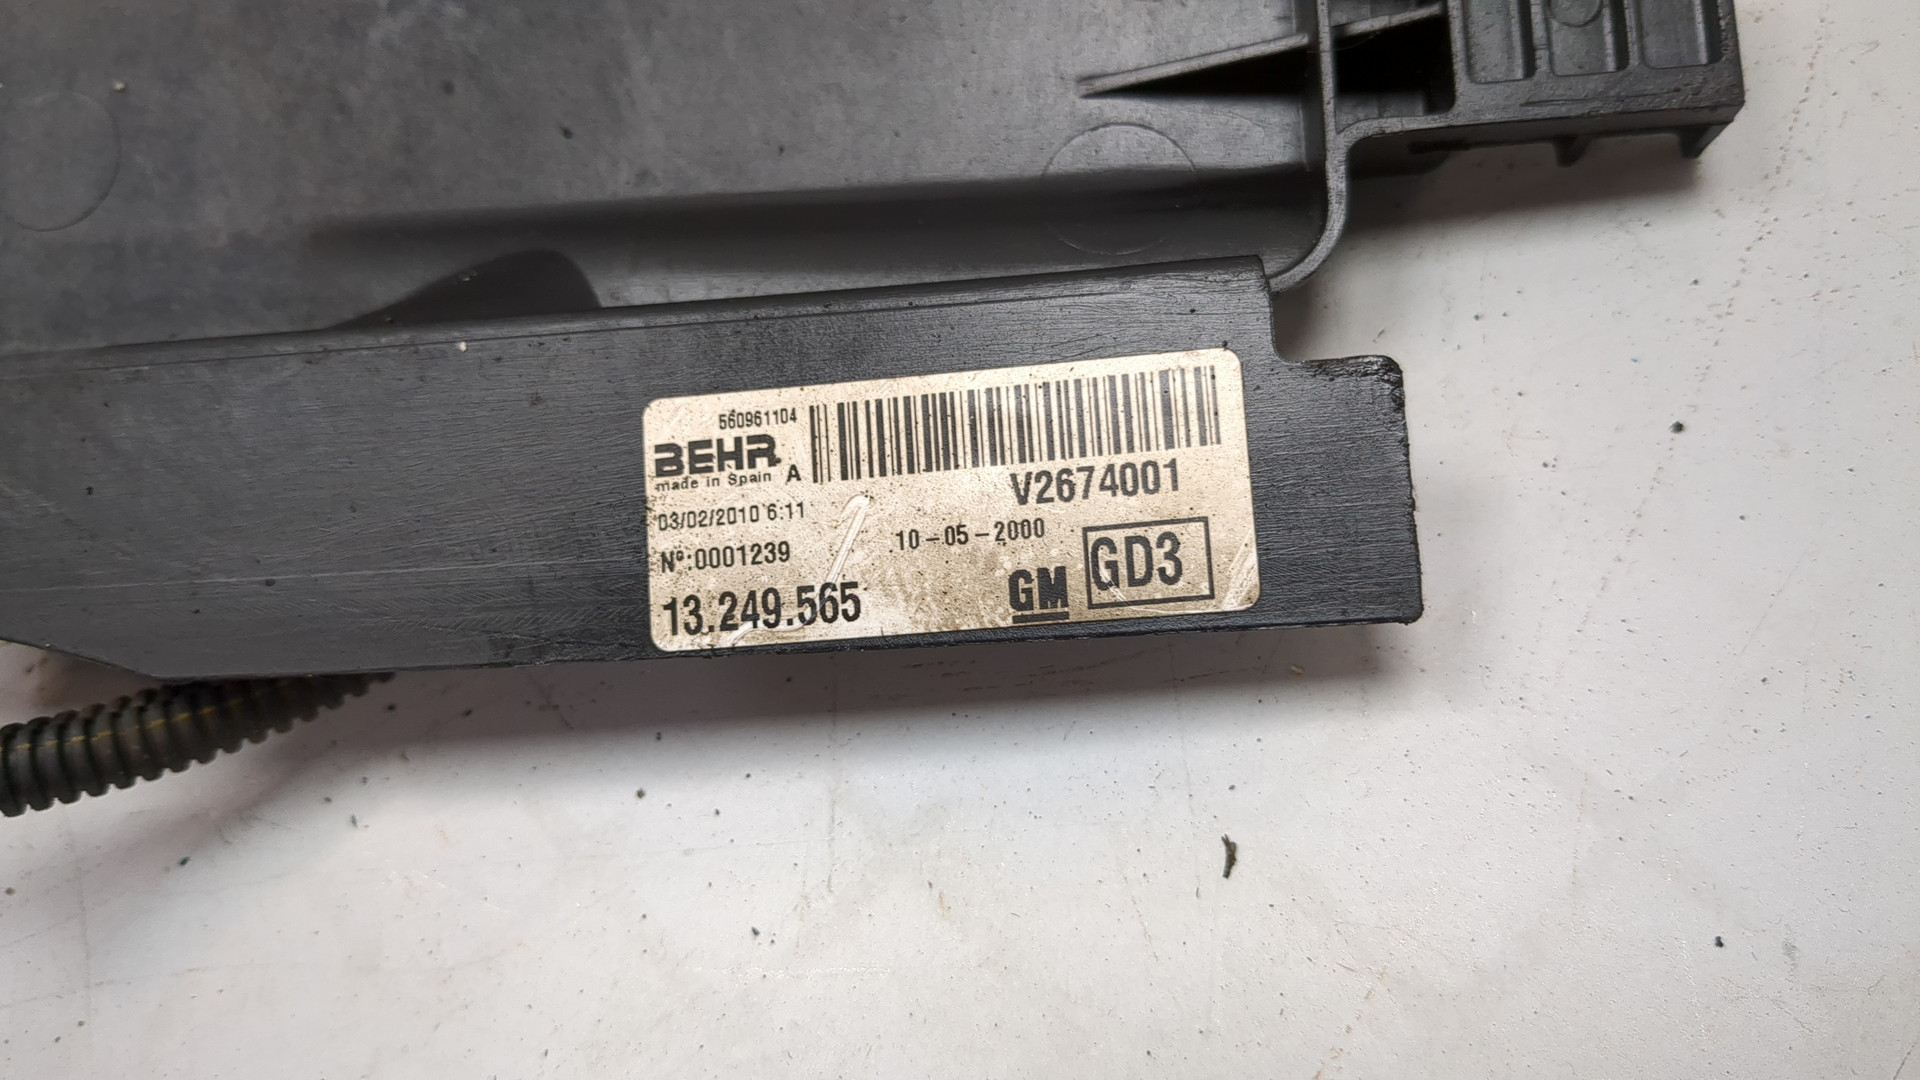 560961104
BEHR
made in Spain A
V2674001
03/02/2010 6:11
10-05-2000
Nº:0001239
GD3
GM
13.249.565